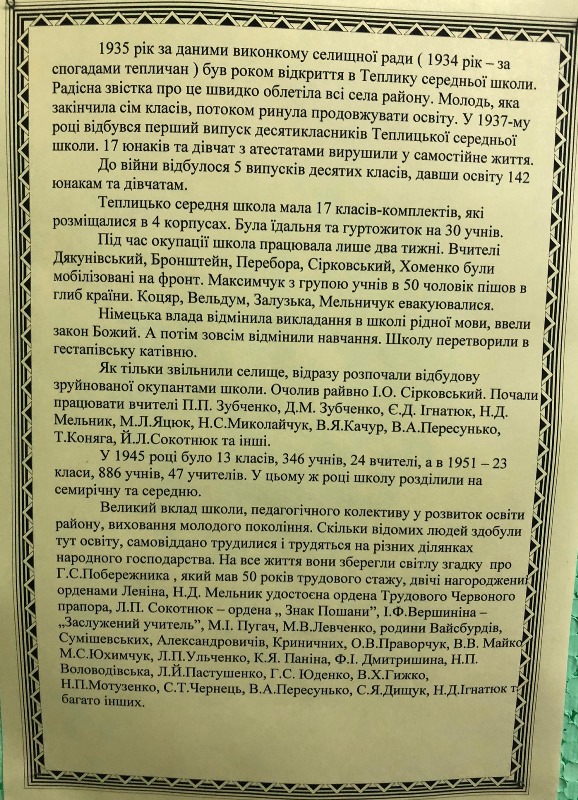 1935 рік за даними виконкому селищної ради ( 1934 рік – за
спогадами тепличан ) був роком відкриття в Теплику середньої школи.
Радісна звістка про це швидко облетіла всі села району. Молодь, яка
закінчила сім класів, потоком ринула продовжувати освіту. У 1937-му
році відбувся перший випуск десятикласників Теплицької середньої
школи. 17 юнаків та дівчат з атестатами вирушили у самостійне життя.
До війни відбулося 5 випусків десятих класів, давши освіту 142
юнакам та дівчатам.
Теплицько середня школа мала 17 класів-комплектів, які
розміщалися в 4 корпусах. Була їдальня та гуртожиток на 30 учнів.
Під час окупації школа працювала лише два тижні. Вчителі
Дякунівський, Бронштейн, Перебора, Сірковський, Хоменко були
мобілізовані на фронт. Максимчук з групою учнів в 50 чоловік пішов в
глиб країни. Коцяр, Вельдум, Залузька, Мельничук евакуювалися.
Німецька влада відмінила викладання в школі рідної мови, ввели
закон Божий. А потім зовсім відмінили навчання. Школу перетворили в
гестапівську катівню.
Як тільки звільнили селище, відразу розпочали відбудову
зруйнованої окупантами школи. Очолив райвно І.О. Сірковський. Почали
працювати вчителі П.П. Зубченко, Д.М. Зубченко, Є.Д. Ігнатюк, Н.Д.
Мельник, М.Л.Яцюк, Н.С.Миколайчук, В.Я.Качур, В.А.Пересунько,
Т.Коняга, Й.Л.Сокотнюк та інші.
У 1945 році було 13 класів, 346 учнів, 24 вчителі, а в 1951 – 23
класи, 886 учнів, 47 учителів. У цьому ж році школу розділили на
семирічну та середню.
Великий вклад школи, педагогічного колективу у розвиток освіти
району, виховання молодого покоління. Скільки відомих людей здобули
тут освіту, самовіддано трудилися і трудяться на різних ділянках
народного господарства. На все життя вони зберегли світлу згадку про
Г.С.Побережника , який мав 50 років трудового стажу, двічі нагороджений
орденами Леніна, Н.Д. Мельник удостоєна ордена Трудового Червоного
прапора, Л.П. Сокотнюк – ордена „ Знак Пошани”, І.Ф.Вершиніна –
„Заслужений учитель”, М.І. Пугач, М.В.Левченко, родини Вайсбурдів,
Сумішевських, Александровичів, Криничних, О.В.Праворчук, В.В. Майко,
М.С.Юхимчук, Л.П.Ульченко, К.Я. Паніна, Ф.І. Дмитришина, Н.П.
Воловодівська, Л.Й.Пастушенко, Г.С. Юденко, В.Х.Гижко,
Н.П.Мотузенко, С.Т.Чернець, В.А.Пересунько, С.Я.Дищук, Н.Д.Ігнатюк
багато інших.